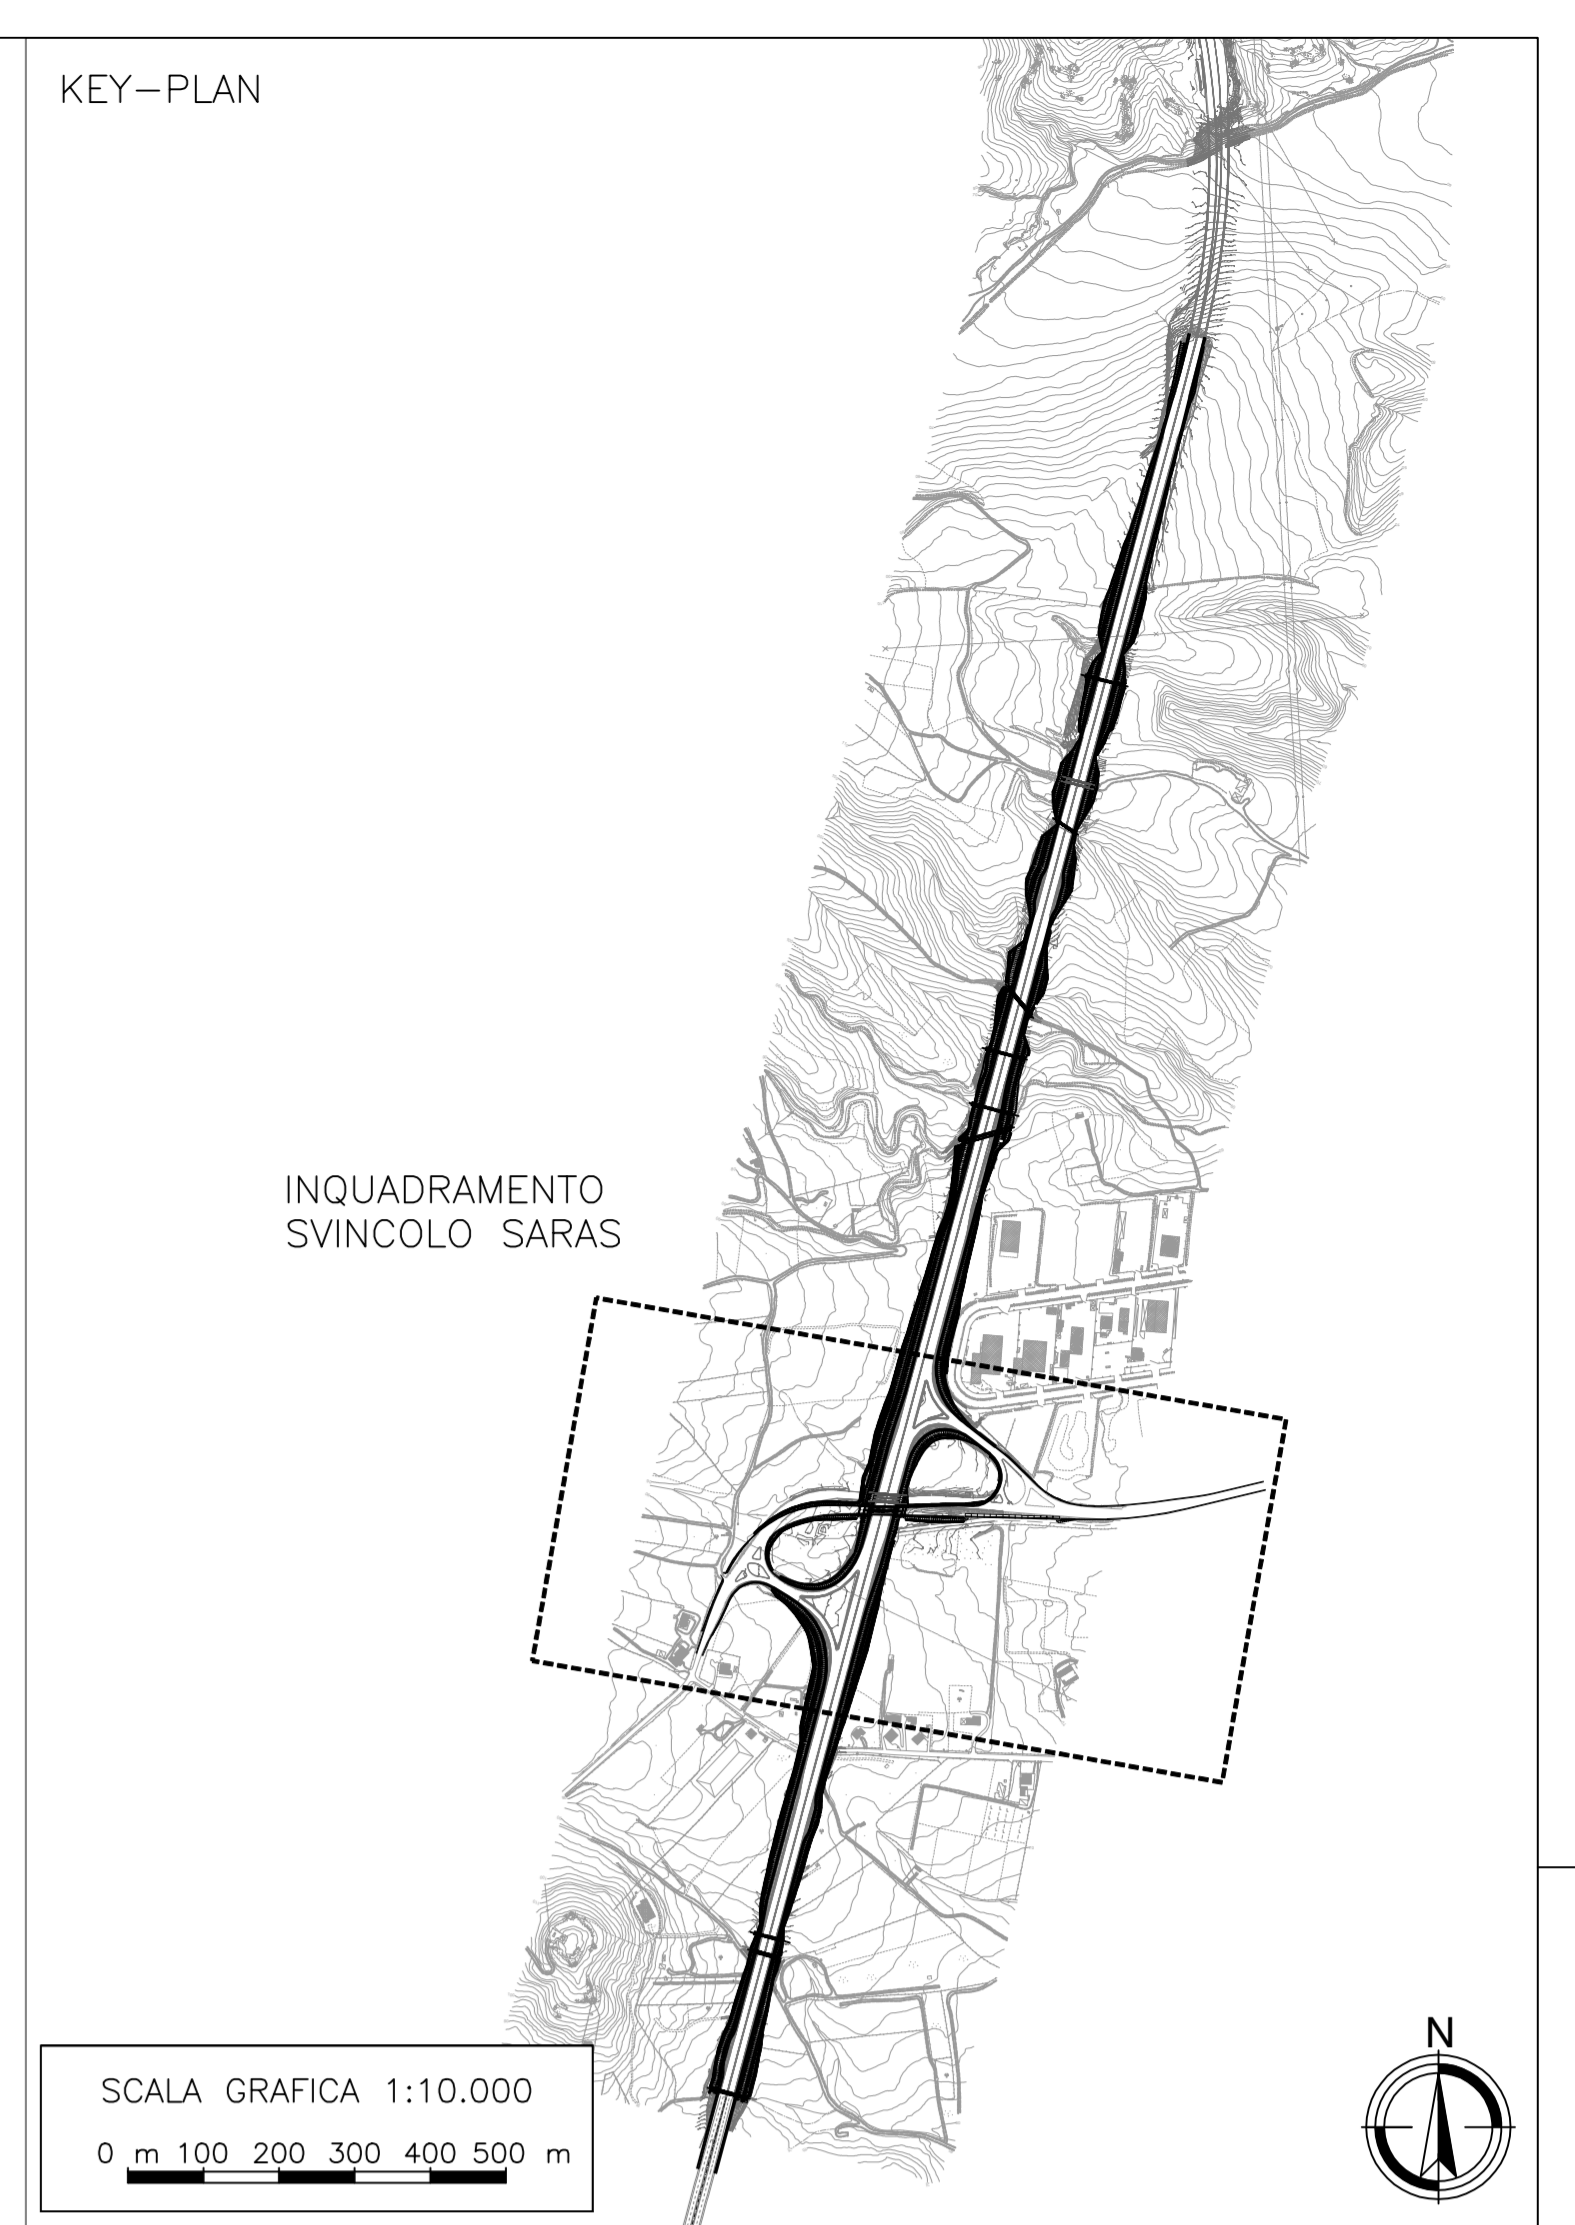 KEY-PLAN
INQUADRAMENTO
SVINCOLO SARAS
SCALA GRAFICA 1:10.000
0 m 100 200 300 400 500 m
N